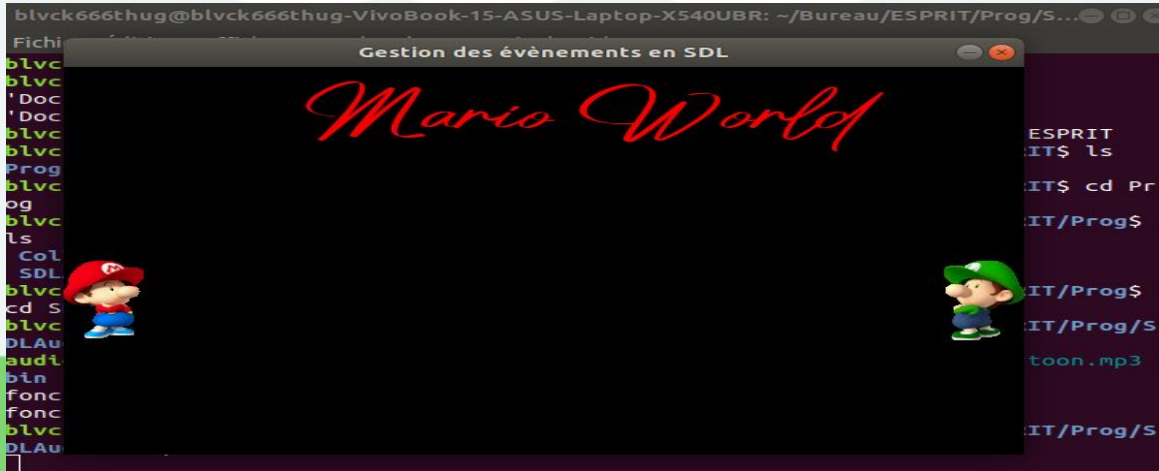 blvck666thug@blvck666thug-VivoBook-15-ASUS-Laptop-X540UBR: ~/Bureau/ESPRIT/Prog/S...
Fichi
Gestion des évènements en SDL
Mario World
blvc
blvc
'Doc
'Doc
blvc ESPRIT
blvc IT$ ls
Prog
blvc IT$ cd Pr
og
blvc IT/Prog$
ls
Col
SDL
blvc IT/Prog$
cd S
blvc IT/Prog/S
DLAu
audi toon.mp3
bin
fonc
fonc
blvc IT/Prog/S
DLAu
M